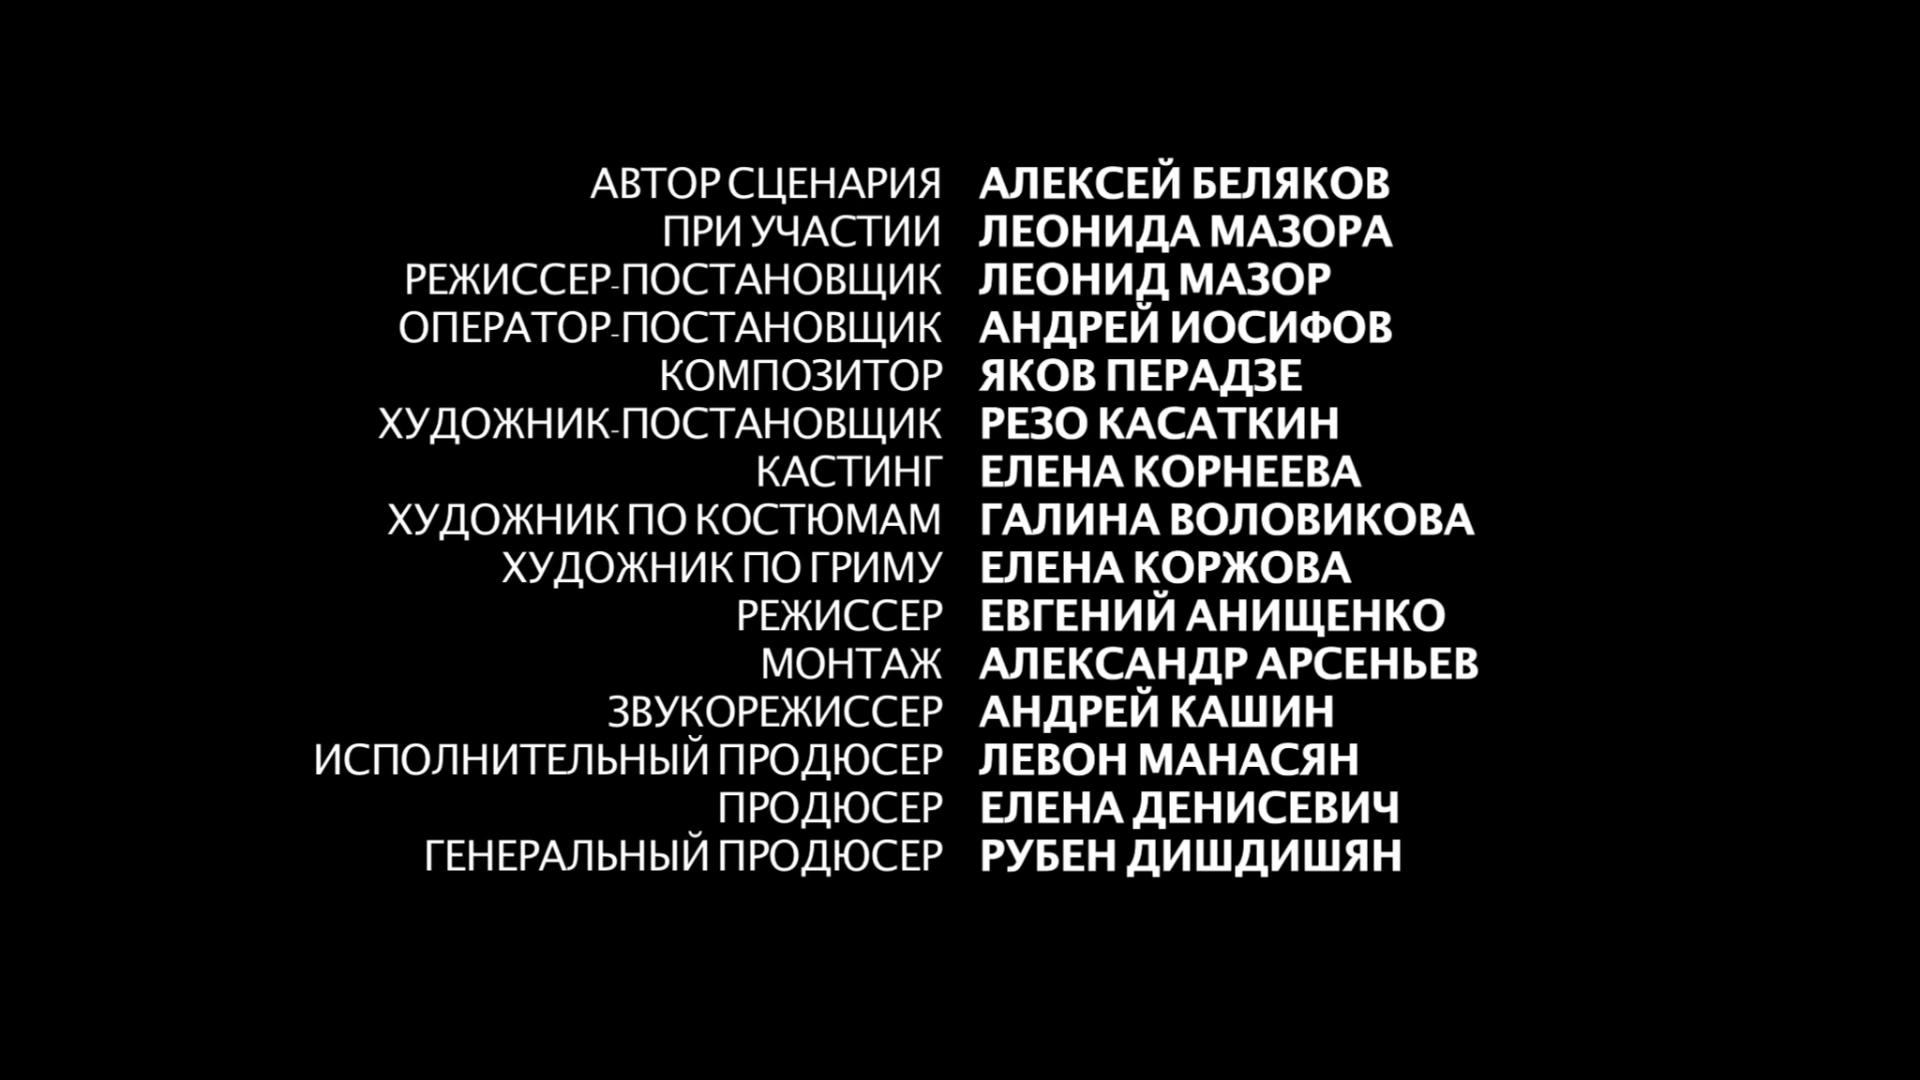 АВТОР СЦЕНАРИЯ АЛЕКСЕЙ БЕЛЯКОВ
ПРИ УЧАСТИИ ЛЕОНИДА МАЗОРА
РЕЖИССЕР-ПОСТАНОВЩИК ЛЕОНИД МАЗОР
ОПЕРАТОР-ПОСТАНОВЩИК АНДРЕЙ ИОСИФОВ
КОМПОЗИТОР ЯКОВ ПЕРАДЗЕ
ХУДОЖНИК-ПОСТАНОВЩИК РЕЗО КАСАТКИН
КАСТИНГ ЕЛЕНА КОРНЕЕВА
ХУДОЖНИК ПО КОСТЮМАМ ГАЛИНА ВОЛОВИКОВА
ХУДОЖНИК ПО ГРИМУ ЕЛЕНА КОРЖОВА
РЕЖИССЕР ЕВГЕНИЙ АНИЩЕНКО
МОНТАЖ АЛЕКСАНДР АРСЕНЬЕВ
ЗВУКОРЕЖИССЕР АНДРЕЙ КАШИН
ИСПОЛНИТЕЛЬНЫЙ ПРОДЮСЕР ЛЕВОН МАНАСЯН
ПРОДЮСЕР ЕЛЕНА ДЕНИСЕВИЧ
ГЕНЕРАЛЬНЫЙ ПРОДЮСЕР РУБЕН ДИШДИШЯН